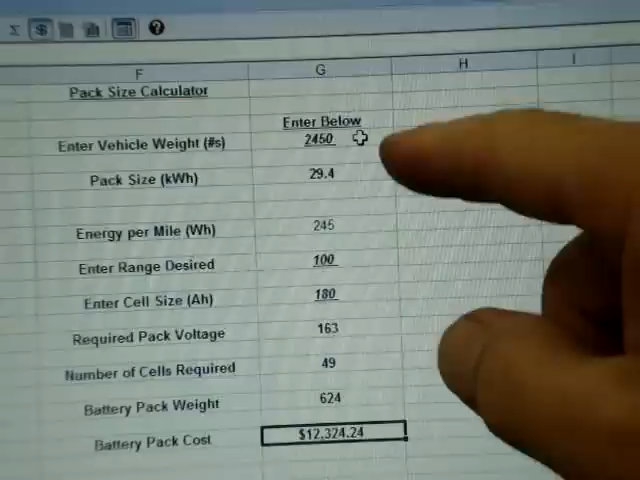 Σ $ ?
F G H I
Pack Size Calculator
Enter Below
Enter Vehicle Weight (#s) 2450
Pack Size (kWh) 29.4
Energy per Mile (Wh) 245
Enter Range Desired 100
Enter Cell Size (Ah) 180
Required Pack Voltage 163
Number of Cells Required 49
Battery Pack Weight 624
Battery Pack Cost $12,324.24